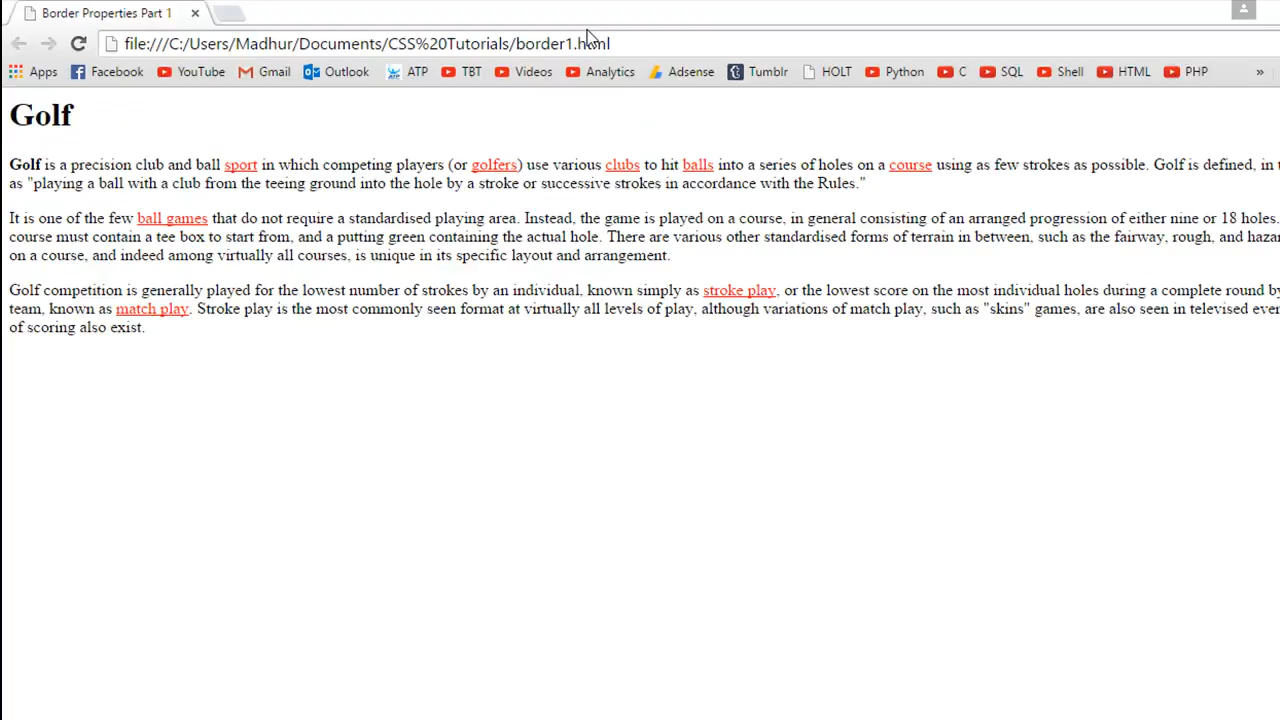 Border Properties Part 1
file:///C:/Users/Madhur/Documents/CSS%20Tutorials/border1.html
Apps Facebook YouTube Gmail Outlook ATP TBT Videos Analytics Adsense Tumblr HOLT Python C SQL Shell HTML PHP »
Golf
Golf is a precision club and ball sport in which competing players (or golfers) use various clubs to hit balls into a series of holes on a course using as few strokes as possible. Golf is defined, in
as "playing a ball with a club from the teeing ground into the hole by a stroke or successive strokes in accordance with the Rules."
It is one of the few ball games that do not require a standardised playing area. Instead, the game is played on a course, in general consisting of an arranged progression of either nine or 18 holes.
course must contain a tee box to start from, and a putting green containing the actual hole. There are various other standardised forms of terrain in between, such as the fairway, rough, and
on a course, and indeed among virtually all courses, is unique in its specific layout and arrangement.
Golf competition is generally played for the lowest number of strokes by an individual, known simply as stroke play, or the lowest score on the most individual holes during a complete round by
team, known as match play. Stroke play is the most commonly seen format at virtually all levels of play, although variations of match play, such as "skins" games, are also seen in televised
of scoring also exist.